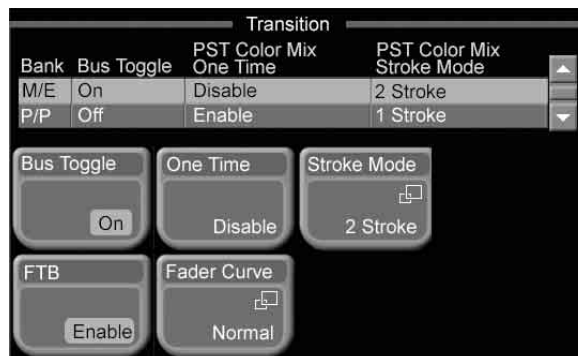 Transition
Bank Bus Toggle PST Color Mix One Time PST Color Mix Stroke Mode
M/E On Disable 2 Stroke
P/P Off Enable 1 Stroke
Bus Toggle One Time Stroke Mode
On Disable 2 Stroke
FTB Fader Curve
Enable Normal